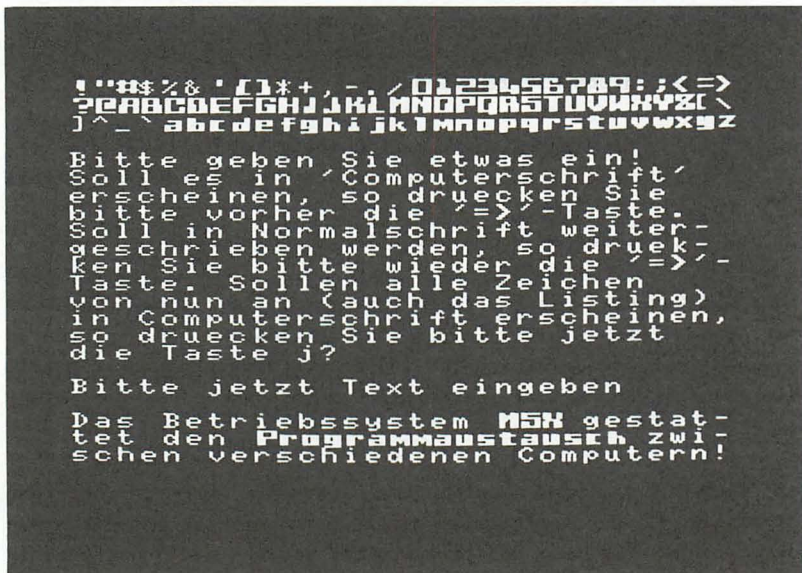 !"#$%&'[]*+,-./0123456789:;<=>
?@ABCDEFGHIJKLMNOPQRSTUVWXYZ[\
]^_`abcdefghijklmnopqrstuvwxyz
Bitte geben Sie etwas ein!
Soll es in 'Computerschrift'
erscheinen, so druecken Sie
bitte vorher die '=>'-Taste.
Soll in Normalschrift weiter-
geschrieben werden, so druek-
ken Sie bitte wieder die '=>'-
Taste. Sollen alle Zeichen
von nun an (auch das Listing)
in Computerschrift erscheinen,
so druecken Sie bitte jetzt
die Taste j?
Bitte jetzt Text eingeben
Das Betriebssystem MSX gestat-
tet den Programmaustausch zwi-
schen verschiedenen Computern!